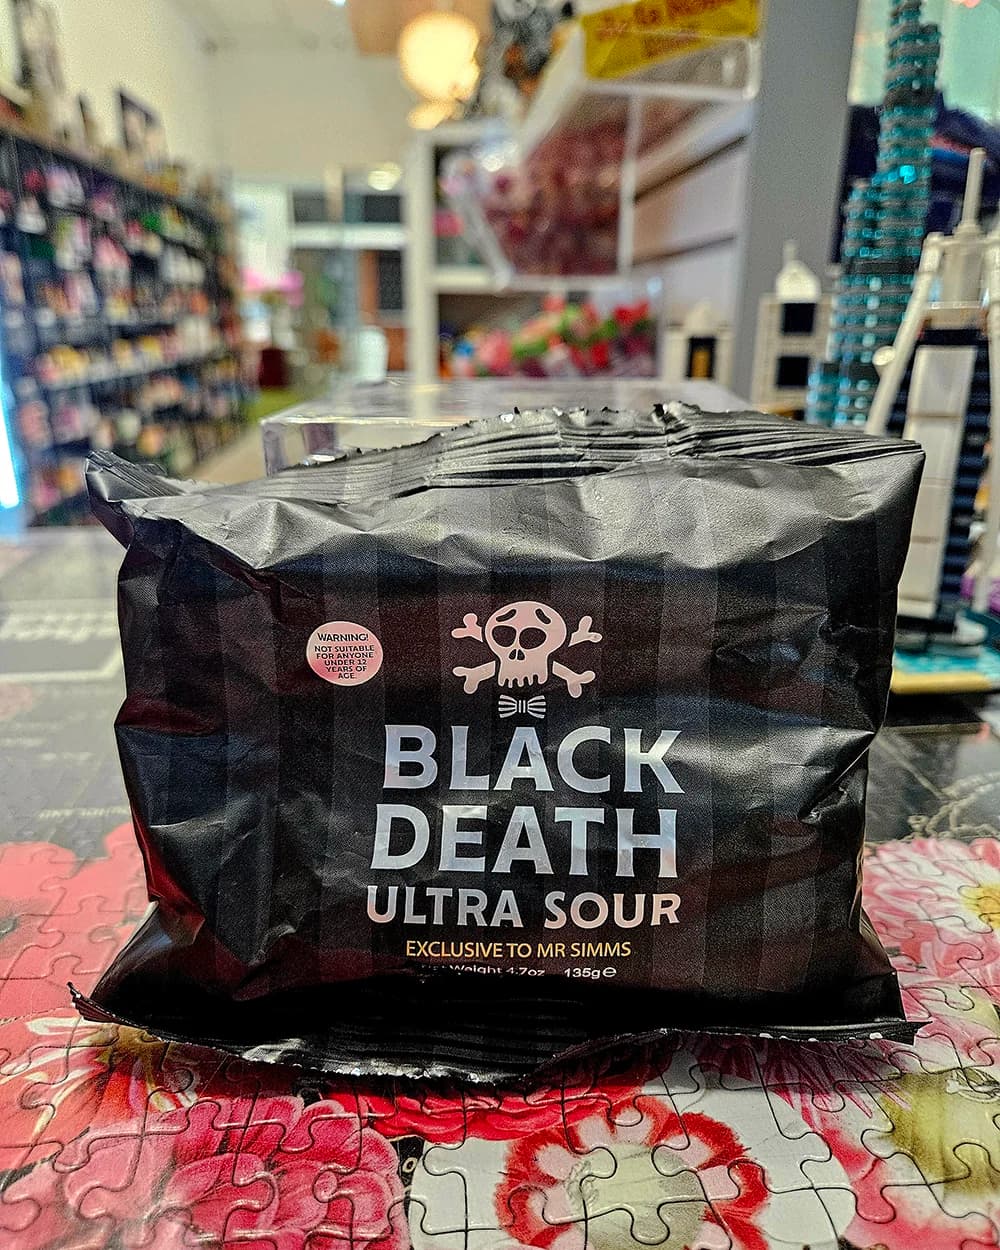 WARNING!
NOT SUITABLE
FOR ANYONE
UNDER 12
YEARS OF
AGE.
BLACK
DEATH
ULTRA SOUR
EXCLUSIVE TO MR SIMMS
Net Weight 4.7oz 135g℮